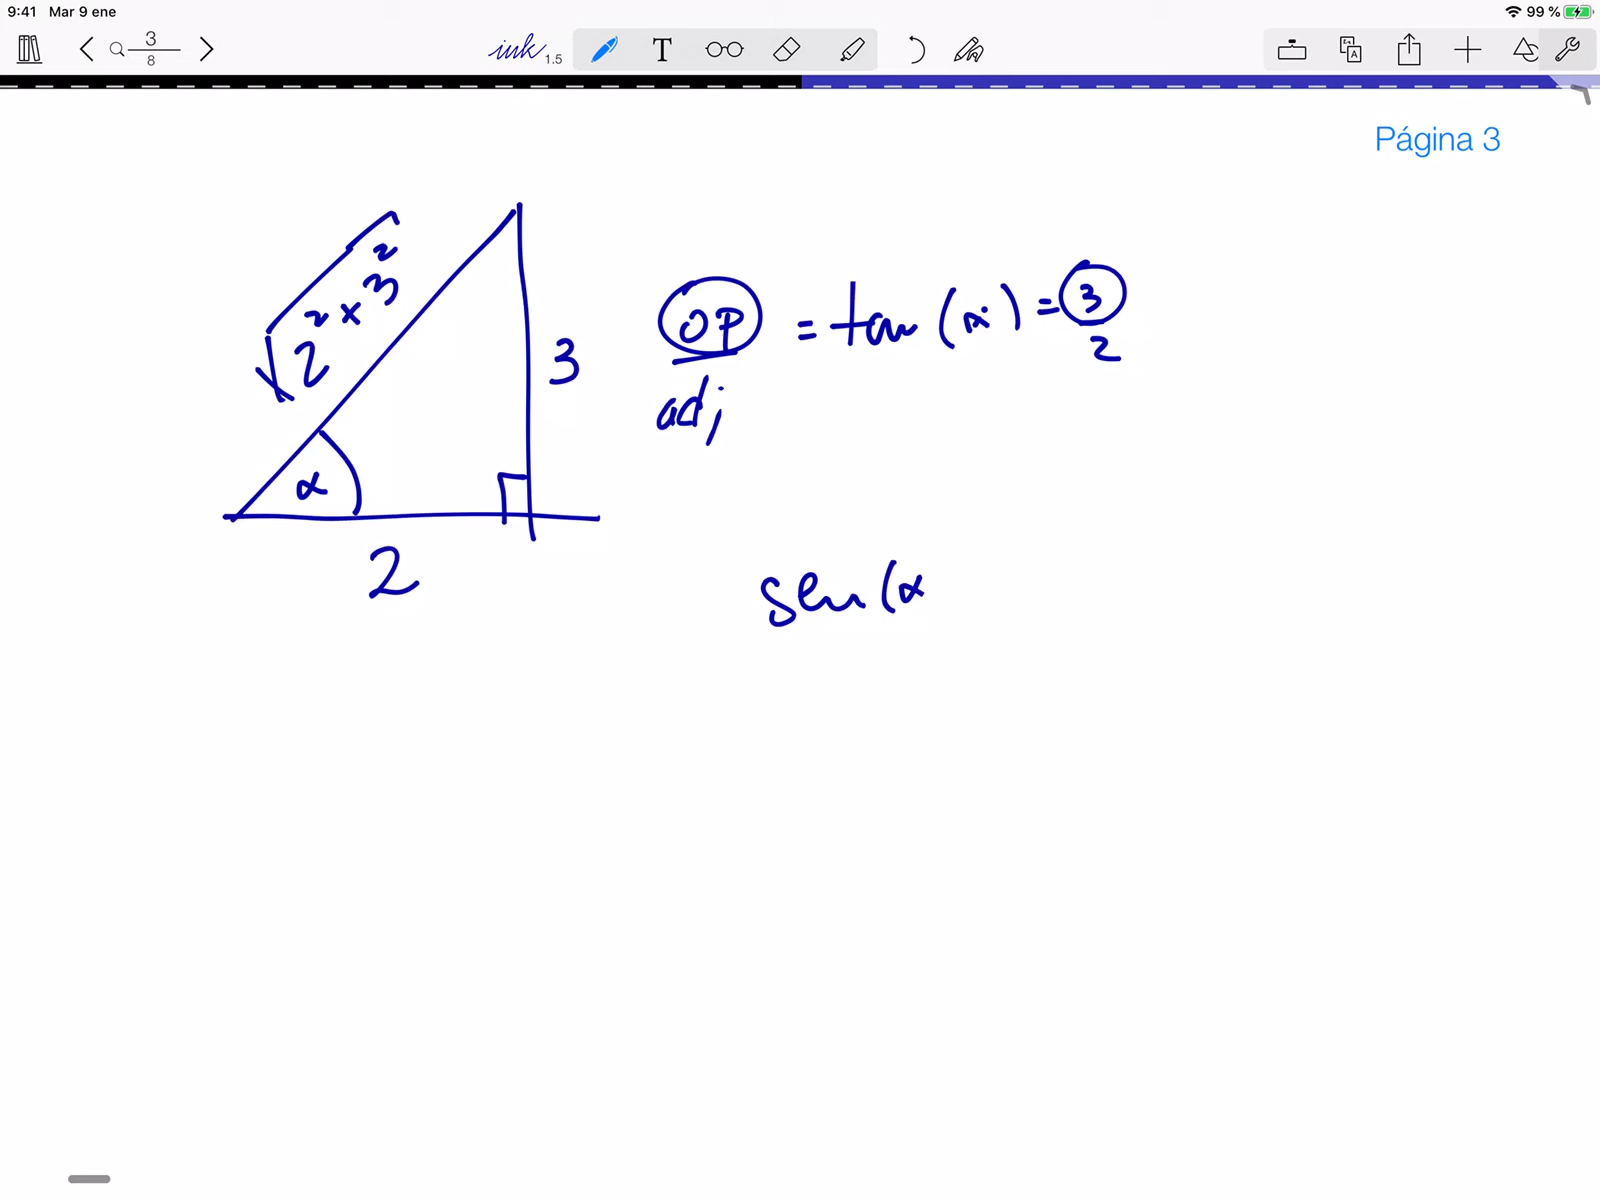 9:41 Mar 9 ene 99 %
3
8
ink 1.5
T
A
Página 3
√2² x 3²
3
α
2
OP = tan (α) = 3
adj 2
sen (α